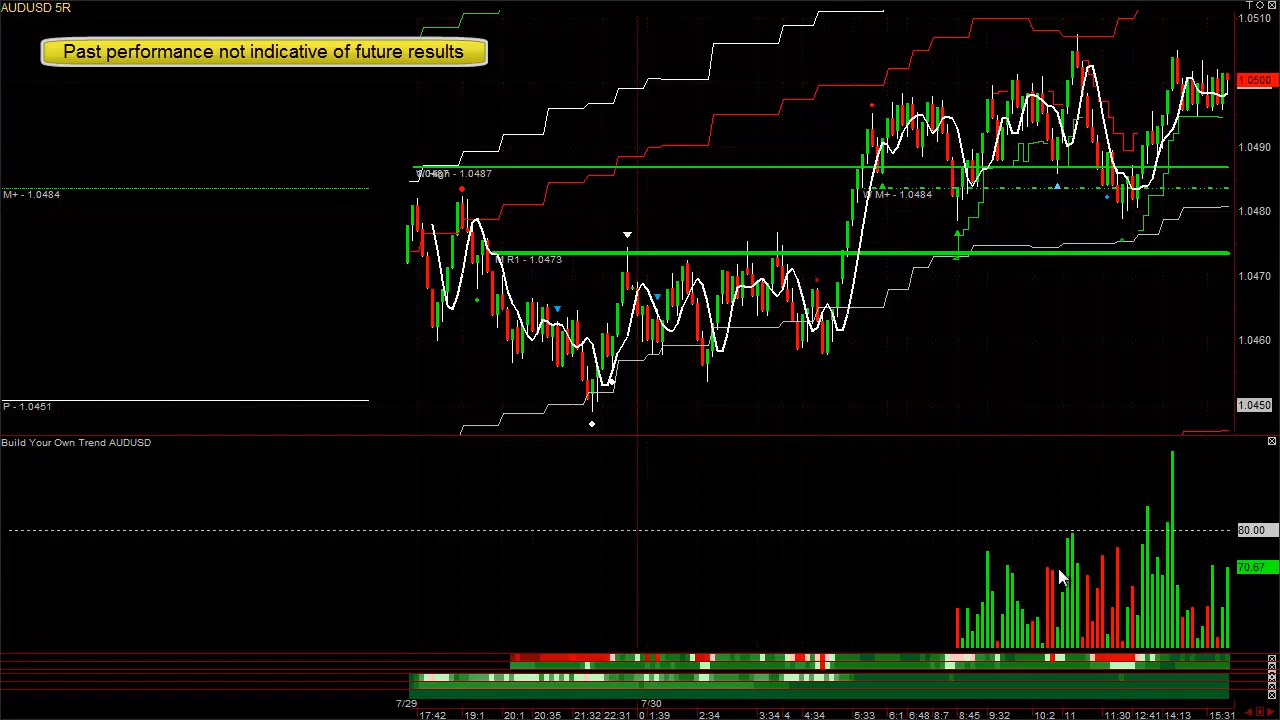 AUDUSD 5R
Past performance not indicative of future results
1.0510
1.0500
1.0490
1.0487
M+ - 1.0484
W M+ - 1.0484
1.0480
M R1 - 1.0473
1.0470
1.0460
P - 1.0451
1.0450
Build Your Own Trend AUDUSD
80.00
70.67
7/29
7/30
17:42 19:1 20:1 20:35 21:32 22:31 0 1:39 2:34 3:34 4 4:34 5:33 6:1 6:48 8:7 8:45 9:32 10:2 11 11:30 12:41 14:13 15:31